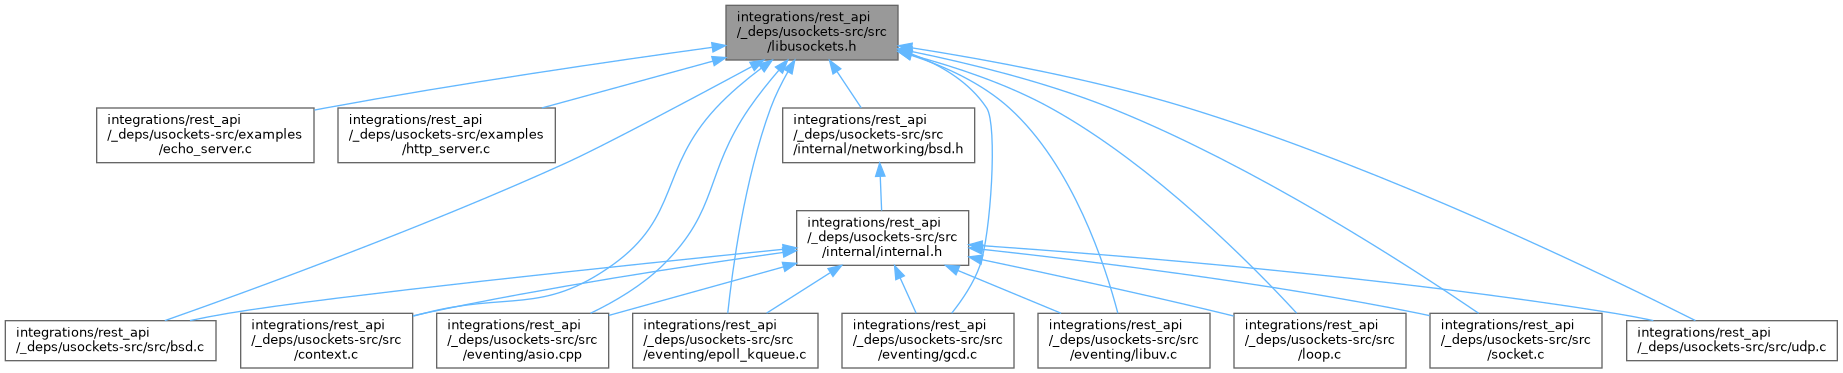 integrations/rest_api
/_deps/usockets-src/src
/libusockets.h
integrations/rest_api
/_deps/usockets-src/examples
/echo_server.c
integrations/rest_api
/_deps/usockets-src/examples
/http_server.c
integrations/rest_api
/_deps/usockets-src/src
/internal/networking/bsd.h
integrations/rest_api
/_deps/usockets-src/src
/internal/internal.h
integrations/rest_api
/_deps/usockets-src/src/bsd.c
integrations/rest_api
/_deps/usockets-src/src
/context.c
integrations/rest_api
/_deps/usockets-src/src
/eventing/asio.cpp
integrations/rest_api
/_deps/usockets-src/src
/eventing/epoll_kqueue.c
integrations/rest_api
/_deps/usockets-src/src
/eventing/gcd.c
integrations/rest_api
/_deps/usockets-src/src
/eventing/libuv.c
integrations/rest_api
/_deps/usockets-src/src
/loop.c
integrations/rest_api
/_deps/usockets-src/src
/socket.c
integrations/rest_api
/_deps/usockets-src/src/udp.c